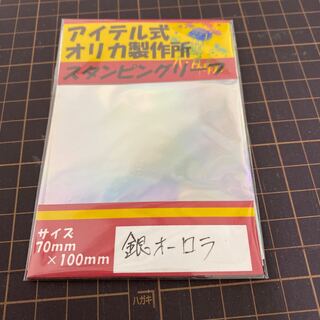 アイテル式
オリカ製作所
スタンピングリーフ
サイズ
70mm
×100mm
銀オーロラ
ハガキ